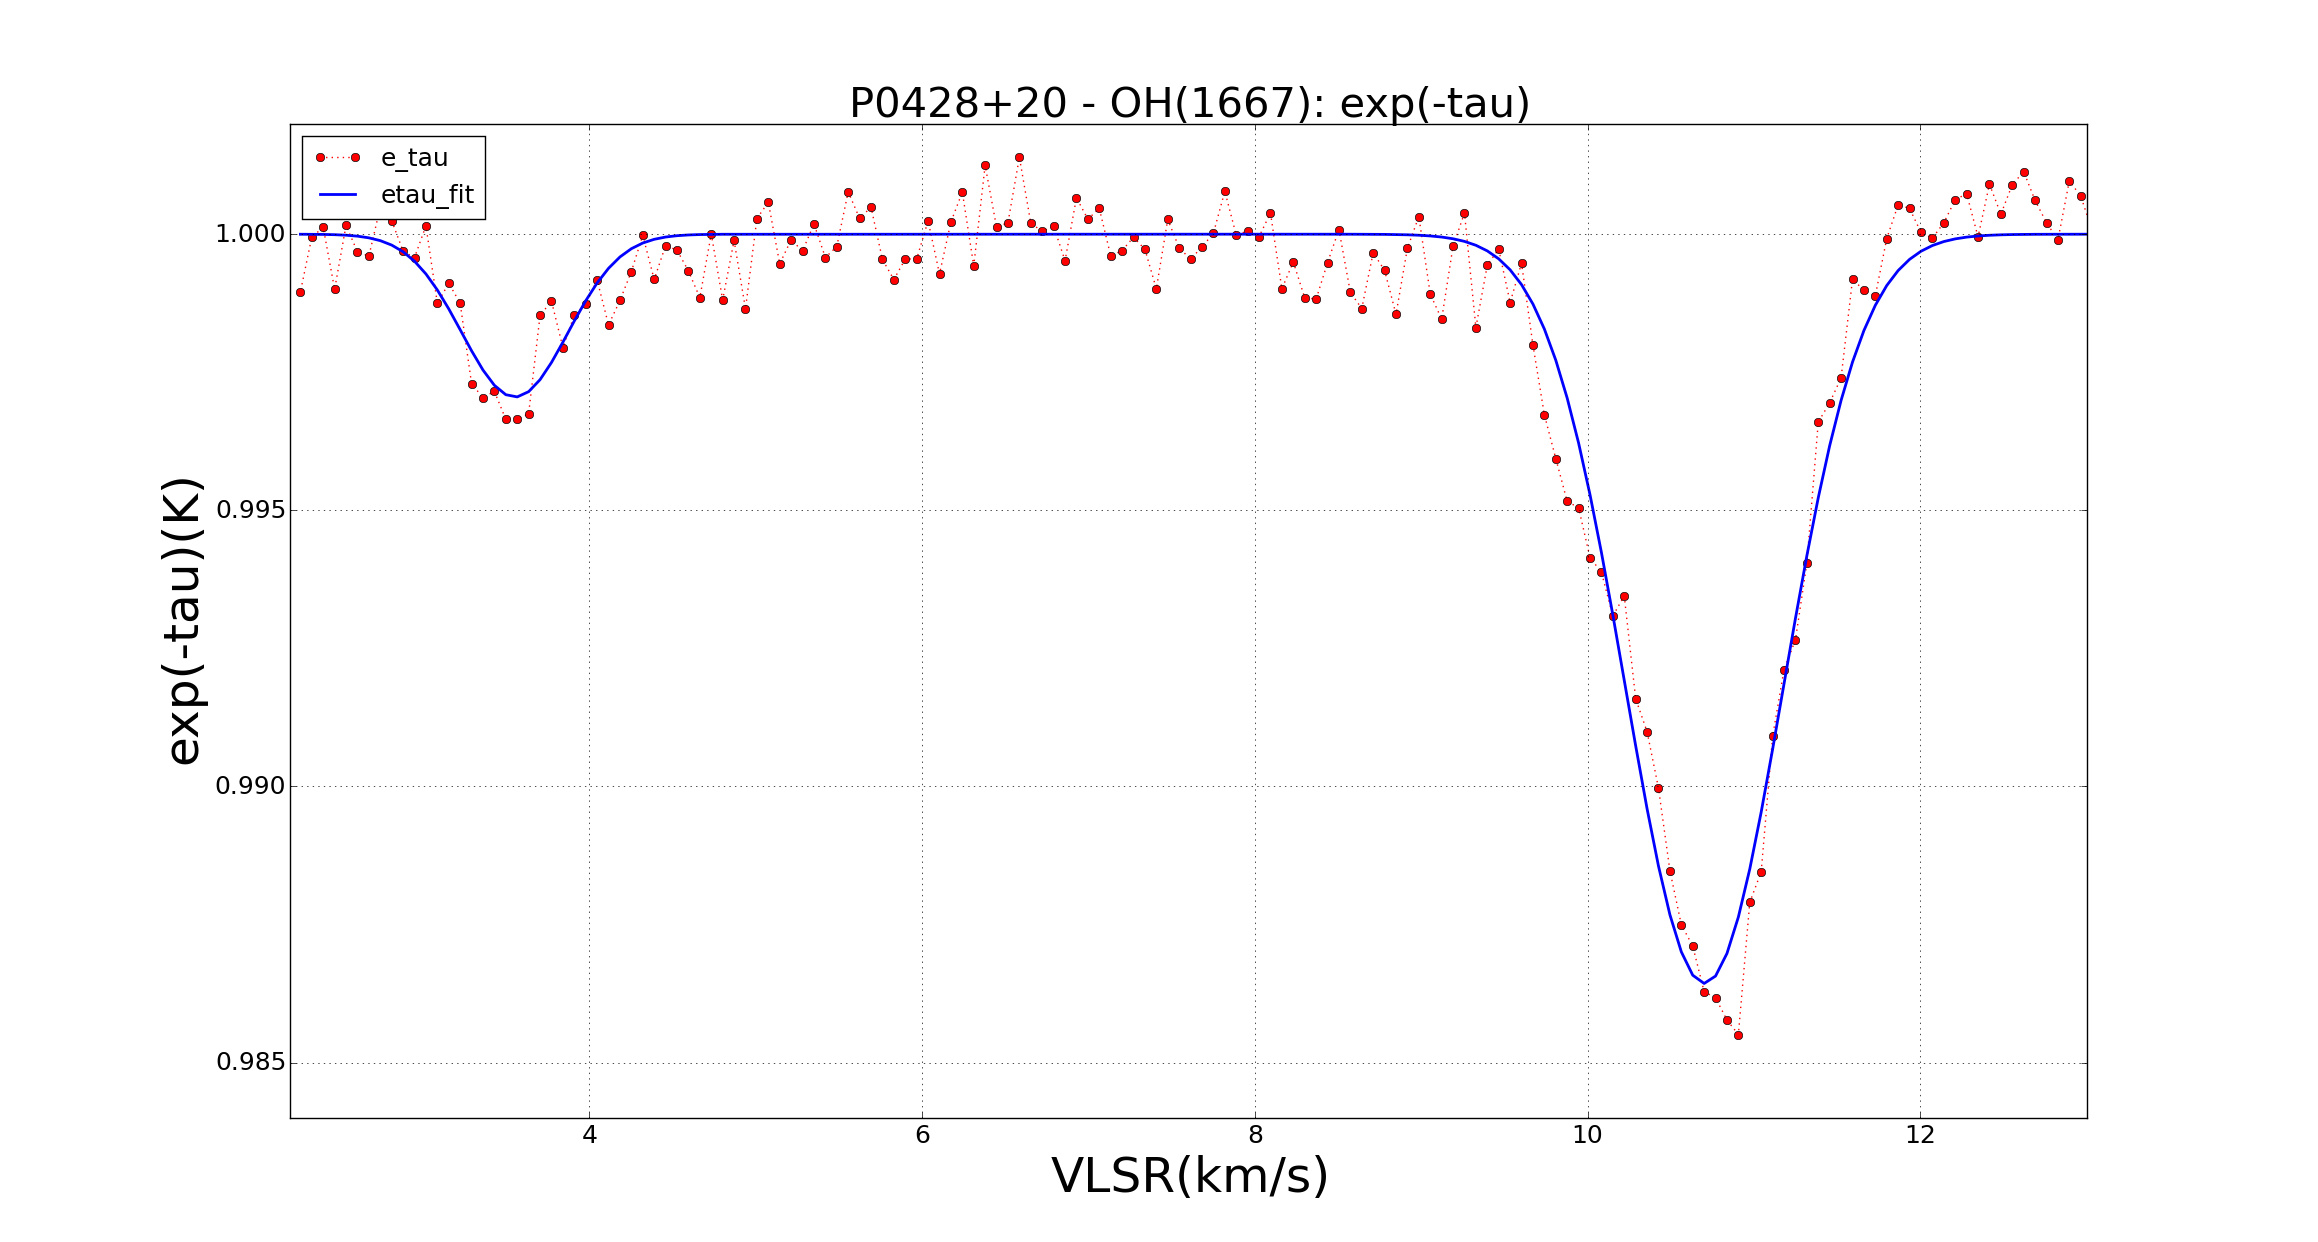 P0428+20 - OH(1667): exp(-tau)
e_tau
etau_fit
1.000
0.995
0.990
0.985
exp(-tau)(K)
4 6 8 10 12
VLSR(km/s)